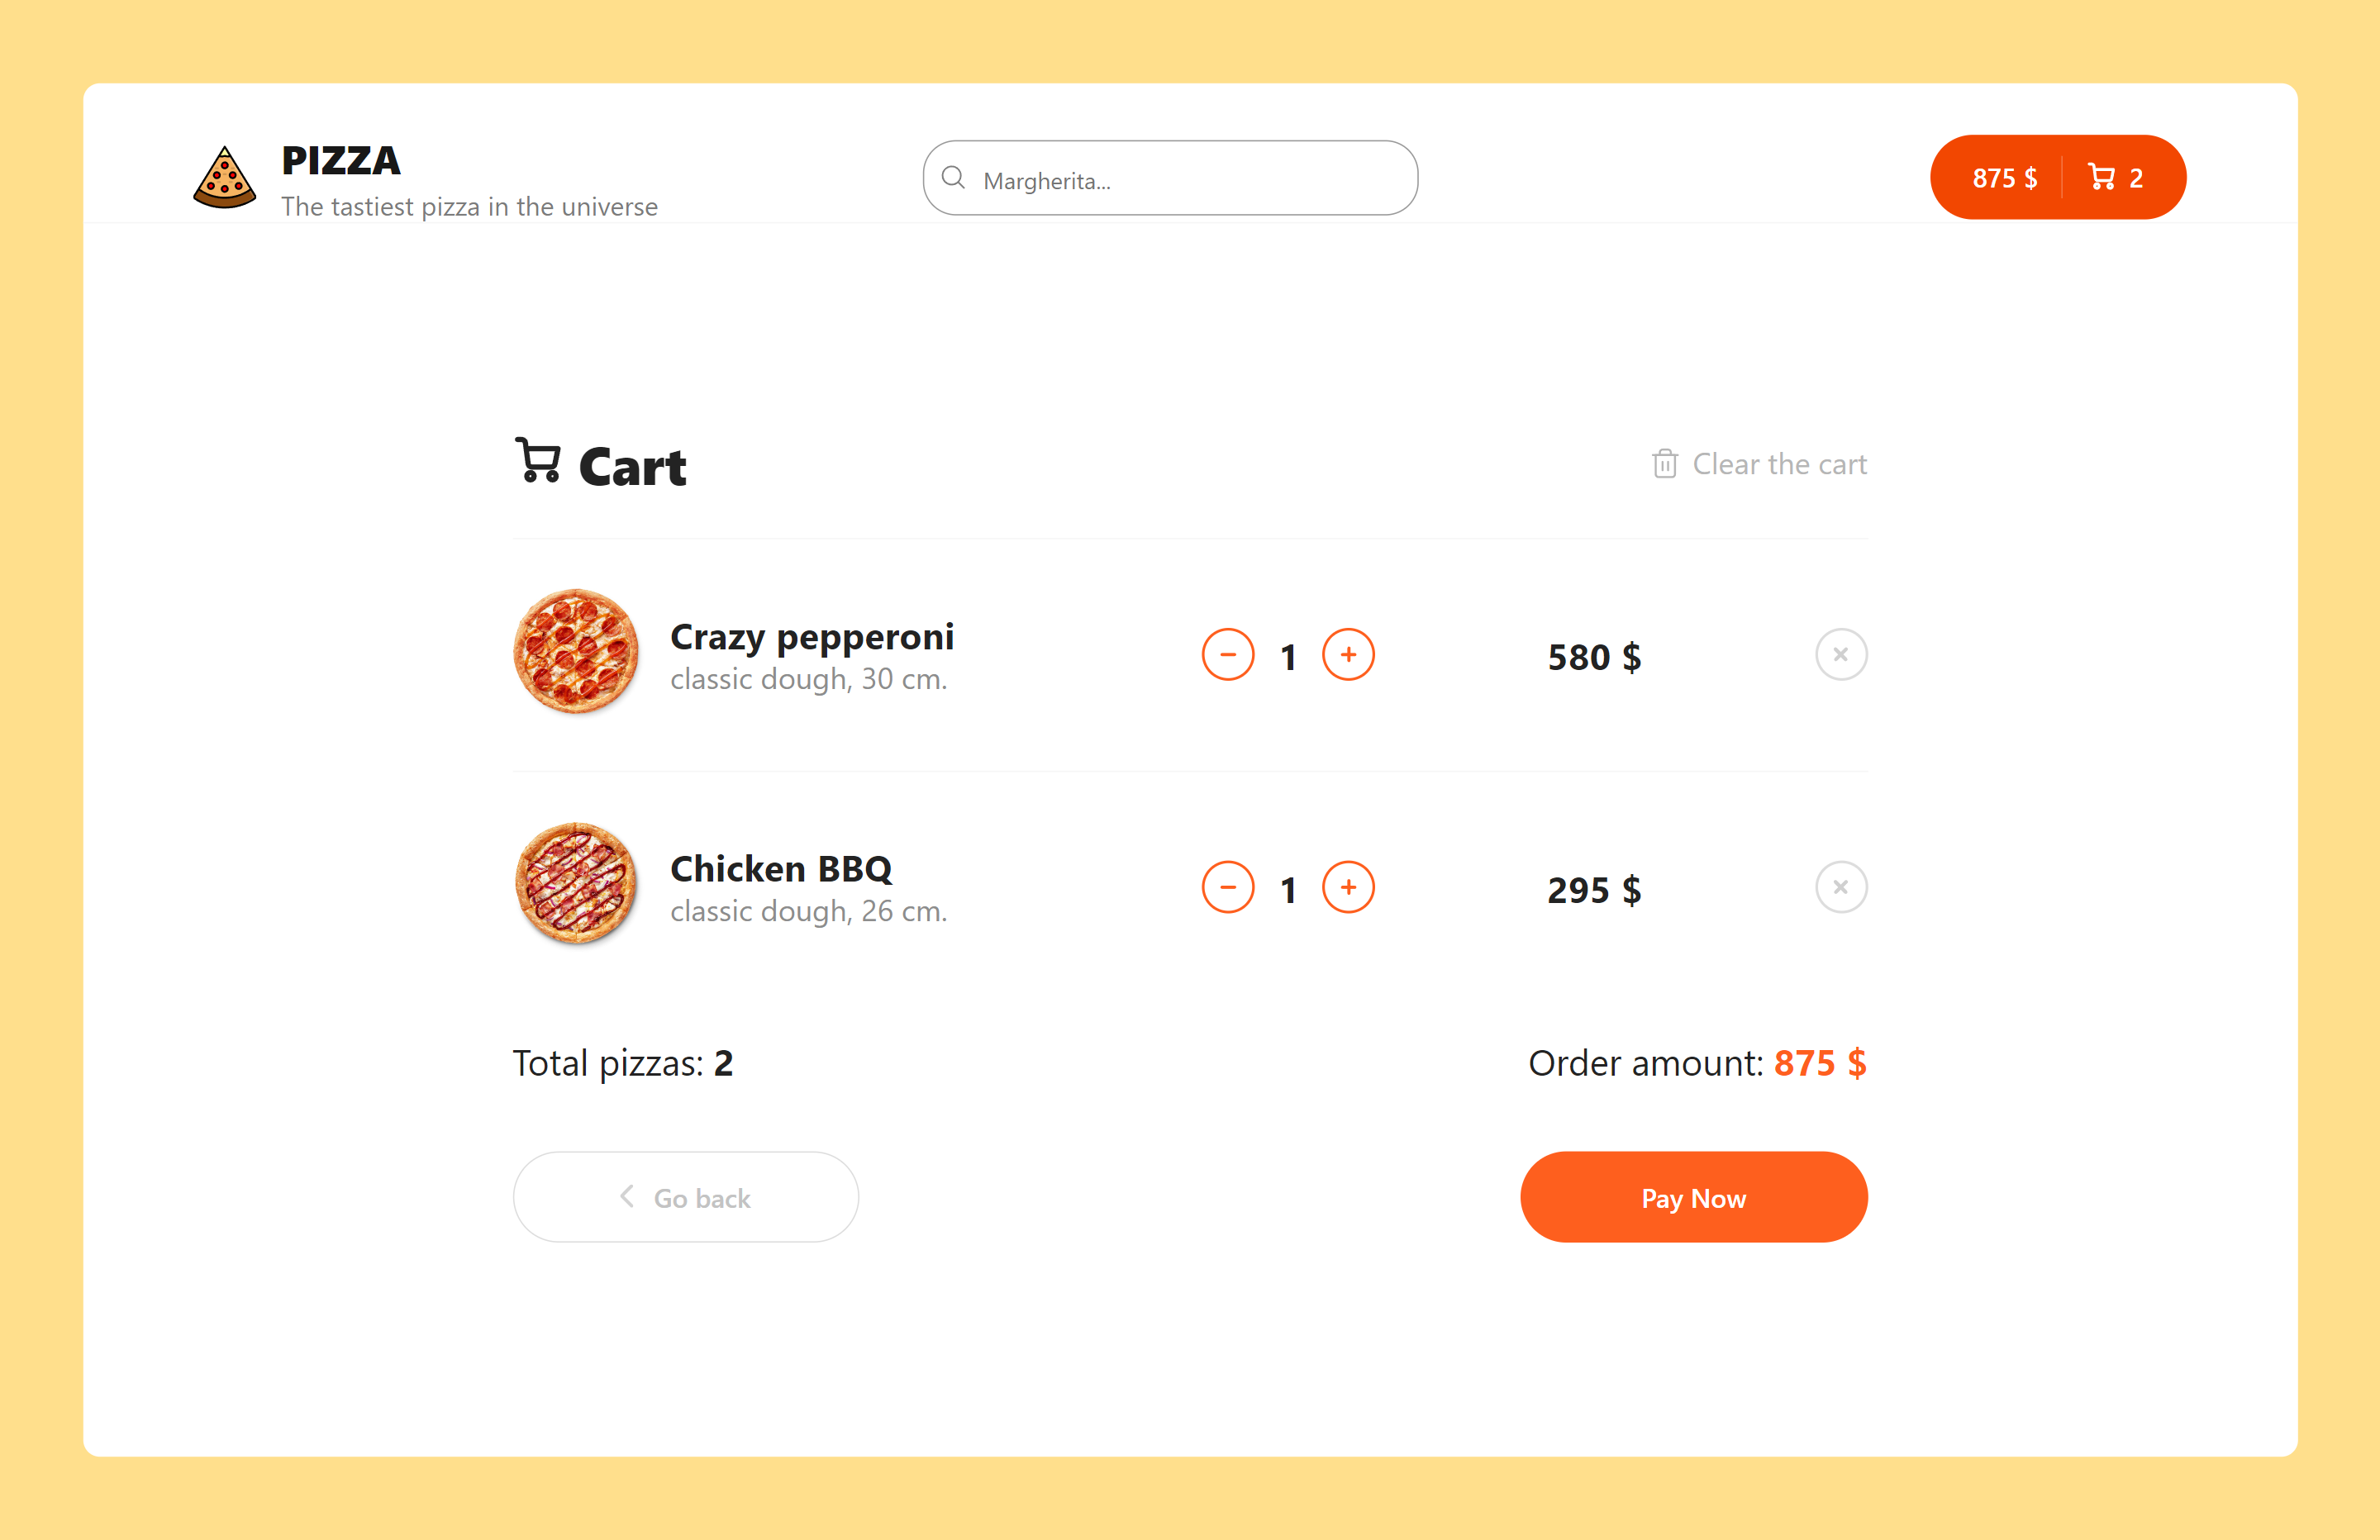 PIZZA
The tastiest pizza in the universe
Margherita...
875 $ 2
Cart
Clear the cart
Crazy pepperoni
classic dough, 30 cm.
1
580 $
Chicken BBQ
classic dough, 26 cm.
1
295 $
Total pizzas: 2
Order amount: 875 $
Go back
Pay Now